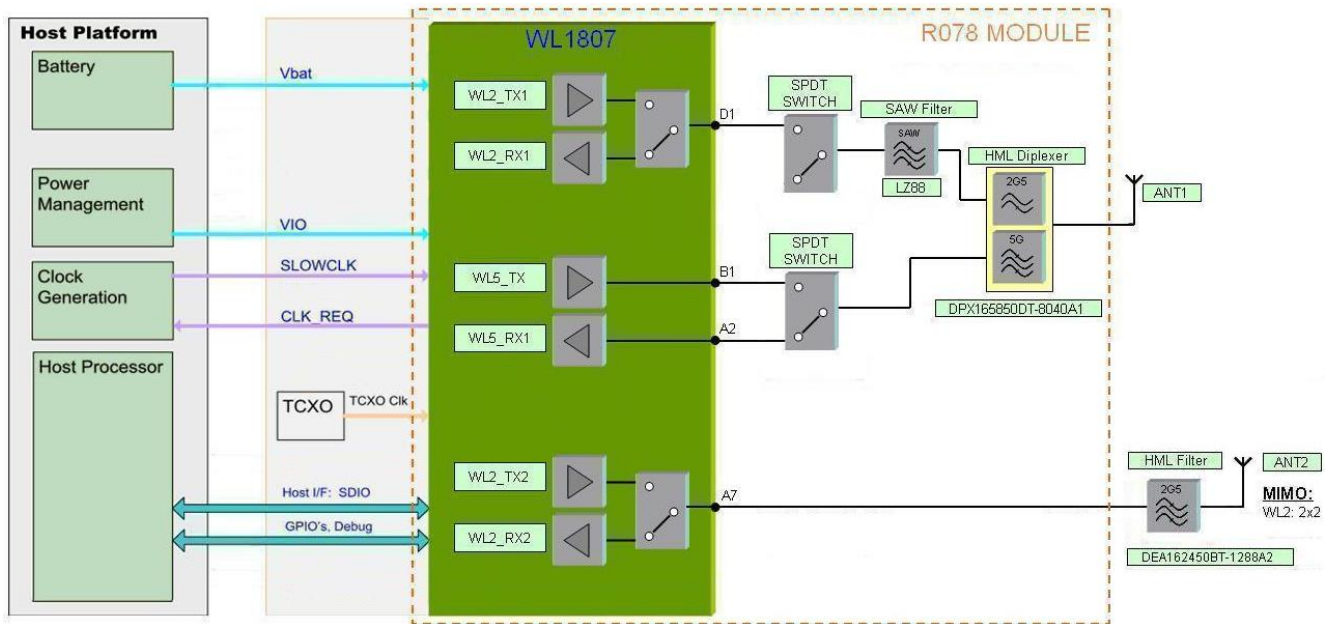 Host Platform
Battery
Power
Management
Clock
Generation
Host Processor
Vbat
VIO
SLOWCLK
CLK_REQ
TCXO
TCXO Clk
Host I/F: SDIO
GPIO's, Debug
WL1807
WL2_TX1
WL2_RX1
WL5_TX
WL5_RX1
WL2_TX2
WL2_RX2
D1
B1
A2
A7
R078 MODULE
SPDT
SWITCH
SAW Filter
SAW
LZ88
HML Diplexer
2G5
5G
DPX165850DT-8040A1
ANT1
SPDT
SWITCH
HML Filter
2G5
DEA162450BT-1288A2
ANT2
MIMO:
WL2: 2x2